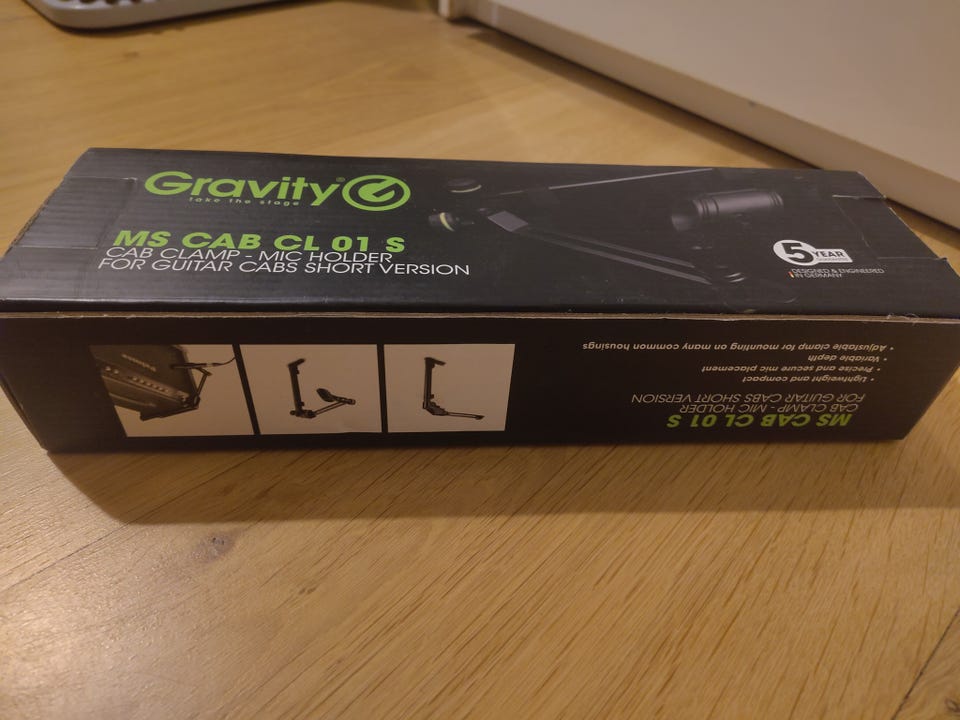 Gravity®
take the stage
MS CAB CL 01 S
CAB CLAMP - MIC HOLDER
FOR GUITAR CABS SHORT VERSION
5
YEAR
GUARANTEE
DESIGNED & ENGINEERED
IN GERMANY
MS CAB CL 01 S
CAB CLAMP - MIC HOLDER
FOR GUITAR CABS SHORT VERSION
• Lightweight and compact
• Precise and secure mic placement
• Variable depth
• Adjustable clamp for mounting on many common housings